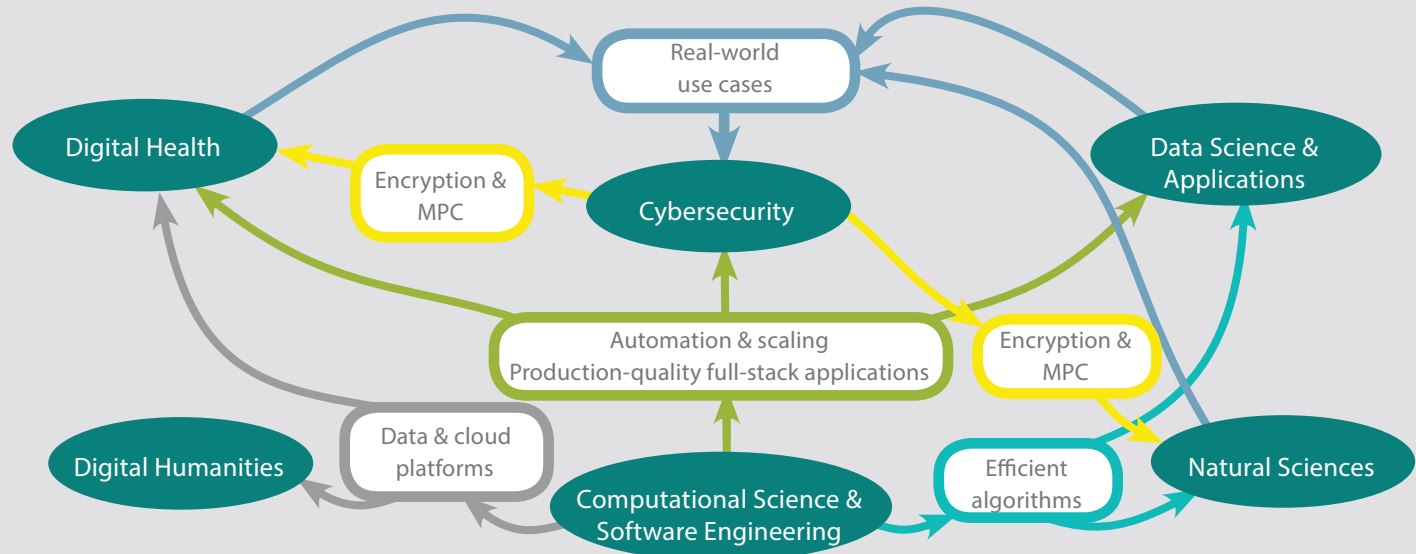 Real-world
use cases
Digital Health
Data Science &
Applications
Encryption &
MPC
Cybersecurity
Automation & scaling
Production-quality full-stack applications
Encryption &
MPC
Digital Humanities
Data & cloud
platforms
Computational Science &
Software Engineering
Efficient
algorithms
Natural Sciences